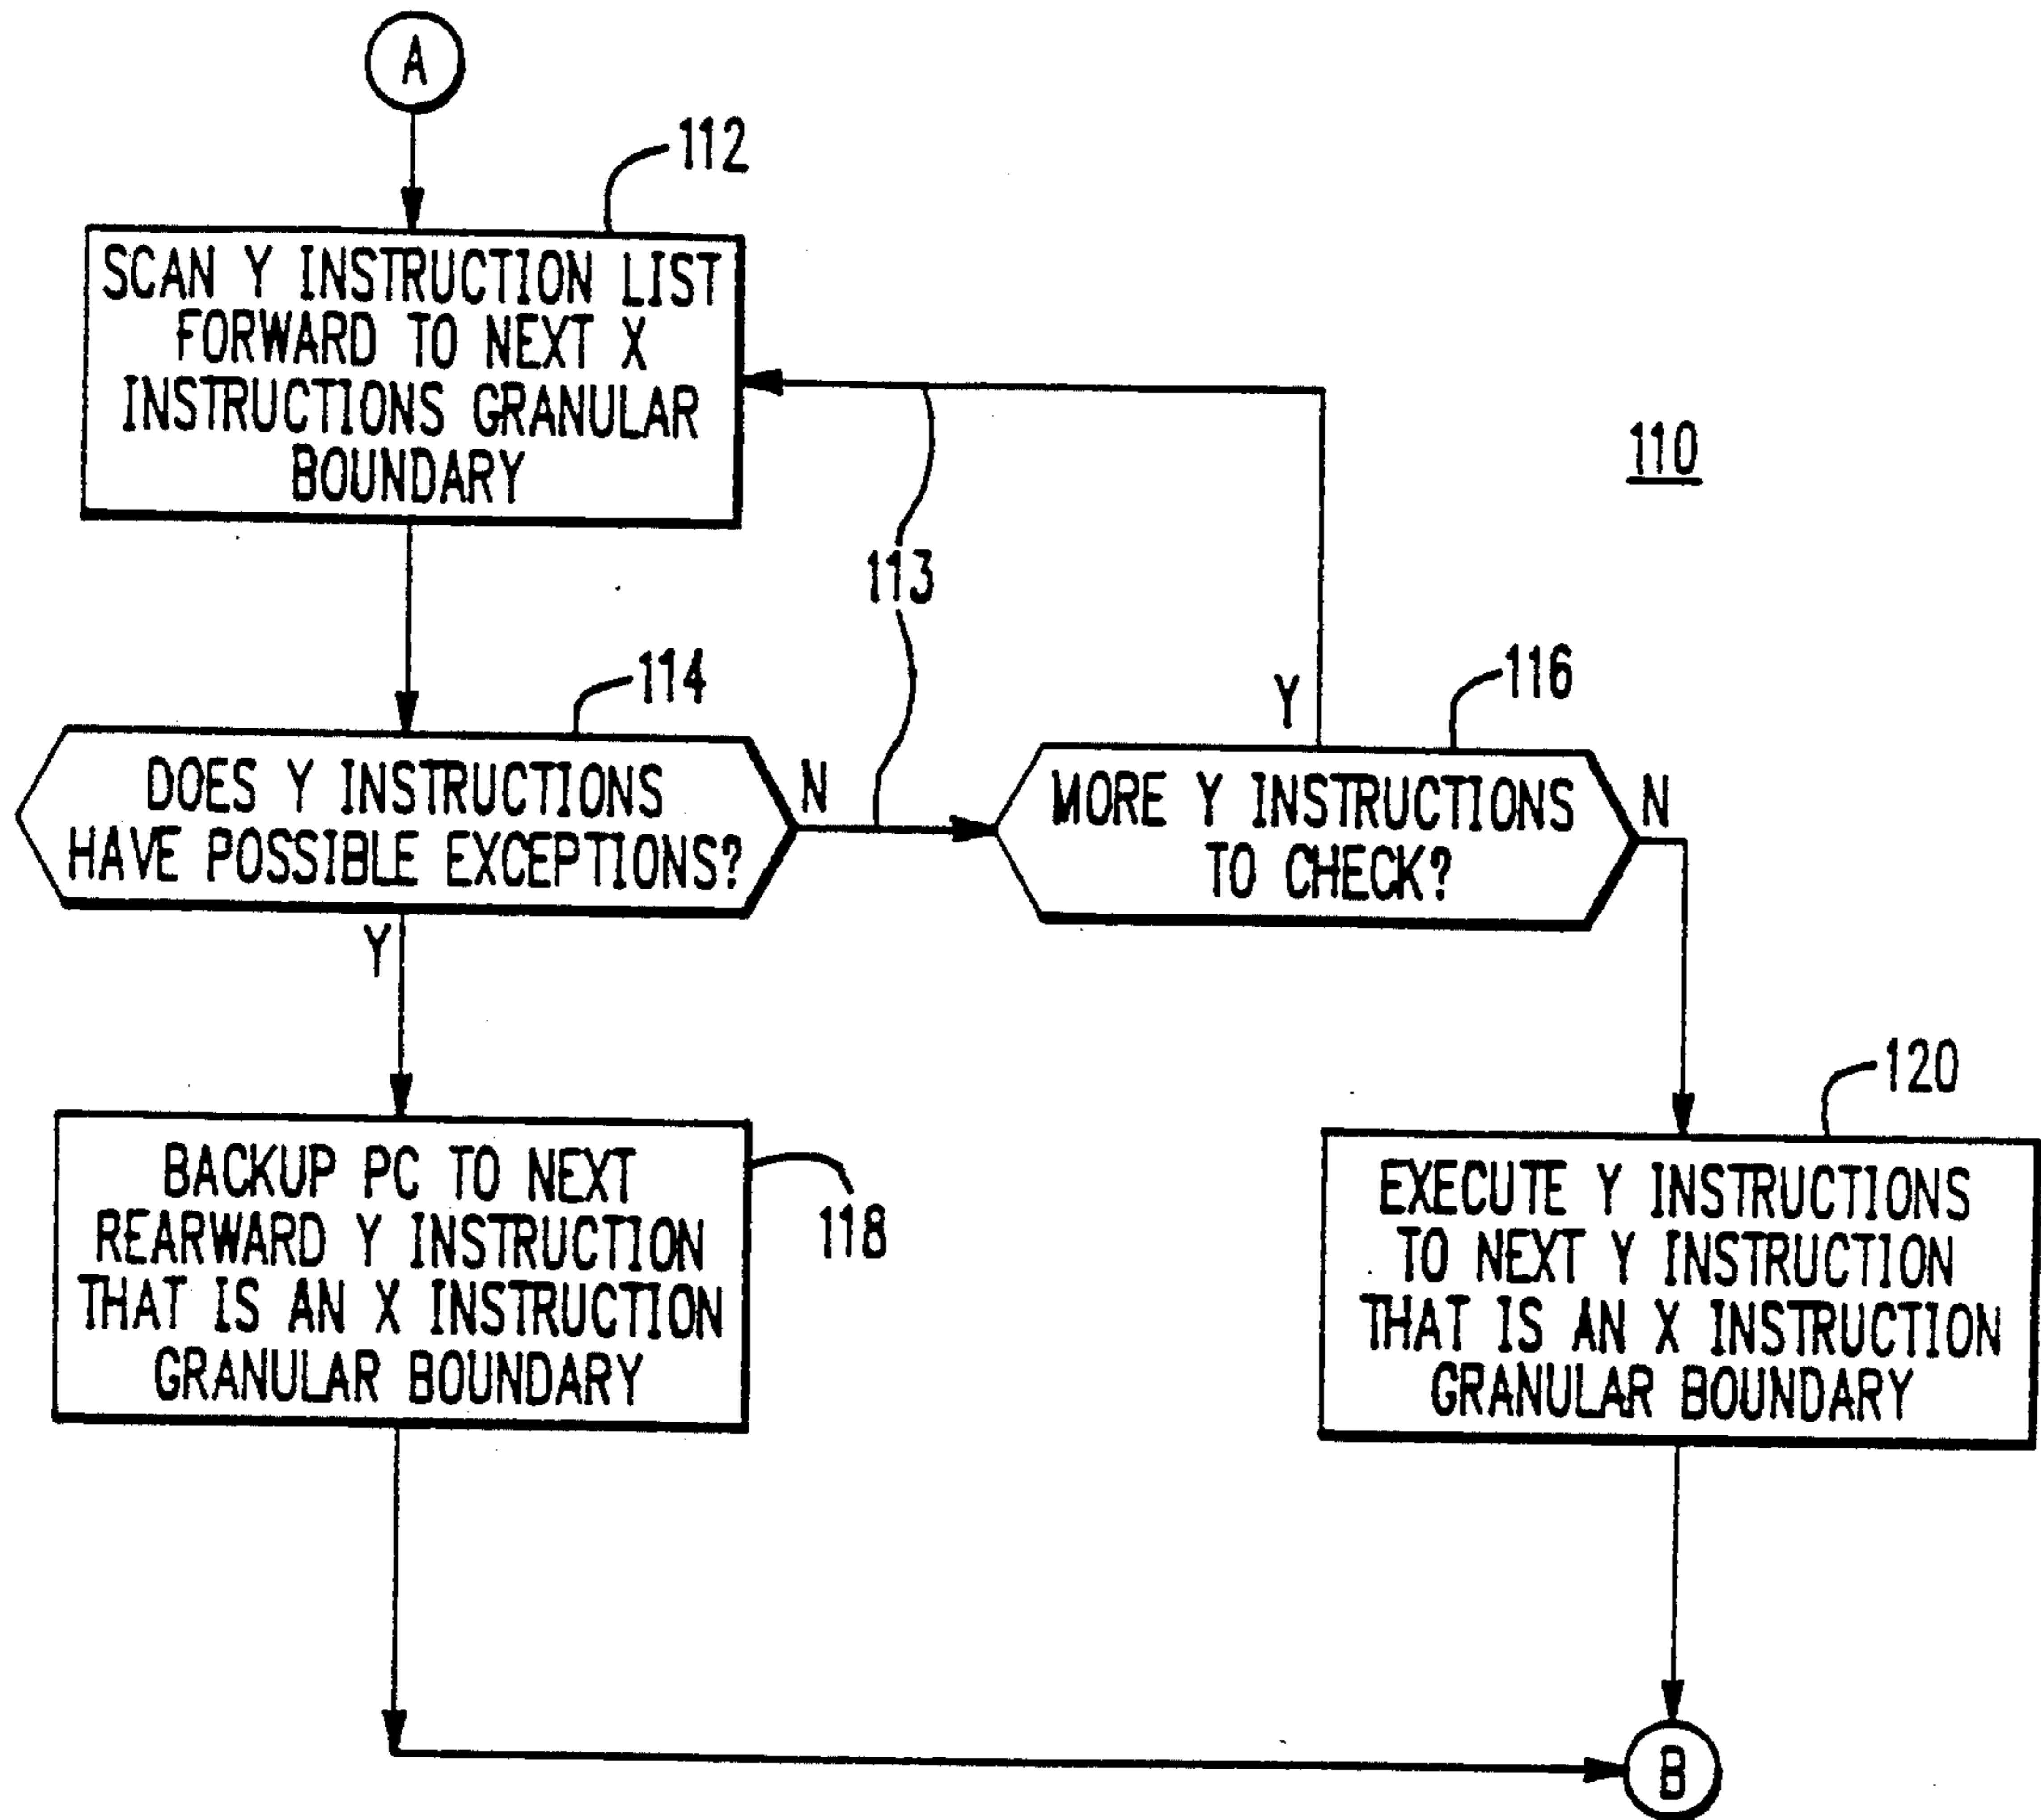 A
112
SCAN Y INSTRUCTION LIST
FORWARD TO NEXT X
INSTRUCTIONS GRANULAR
BOUNDARY
110
113
114
DOES Y INSTRUCTIONS
HAVE POSSIBLE EXCEPTIONS?
N
Y
116
Y
MORE Y INSTRUCTIONS
TO CHECK?
N
118
BACKUP PC TO NEXT
REARWARD Y INSTRUCTION
THAT IS AN X INSTRUCTION
GRANULAR BOUNDARY
120
EXECUTE Y INSTRUCTIONS
TO NEXT Y INSTRUCTION
THAT IS AN X INSTRUCTION
GRANULAR BOUNDARY
B